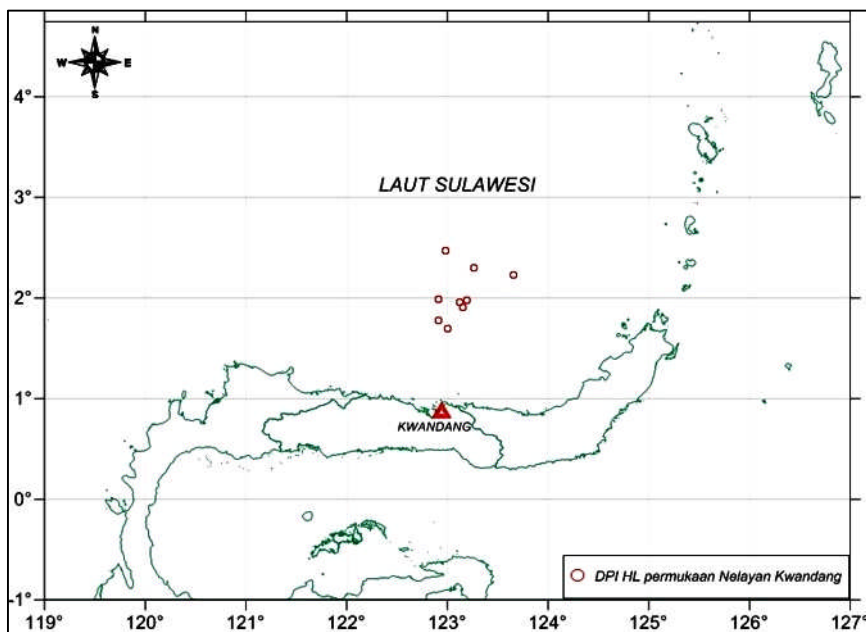 N
W E
S
4°
3°
LAUT SULAWESI
2°
1°
KWANDANG
0°
DPI HL permukaan Nelayan Kwandang
-1°
119° 120° 121° 122° 123° 124° 125° 126° 127°